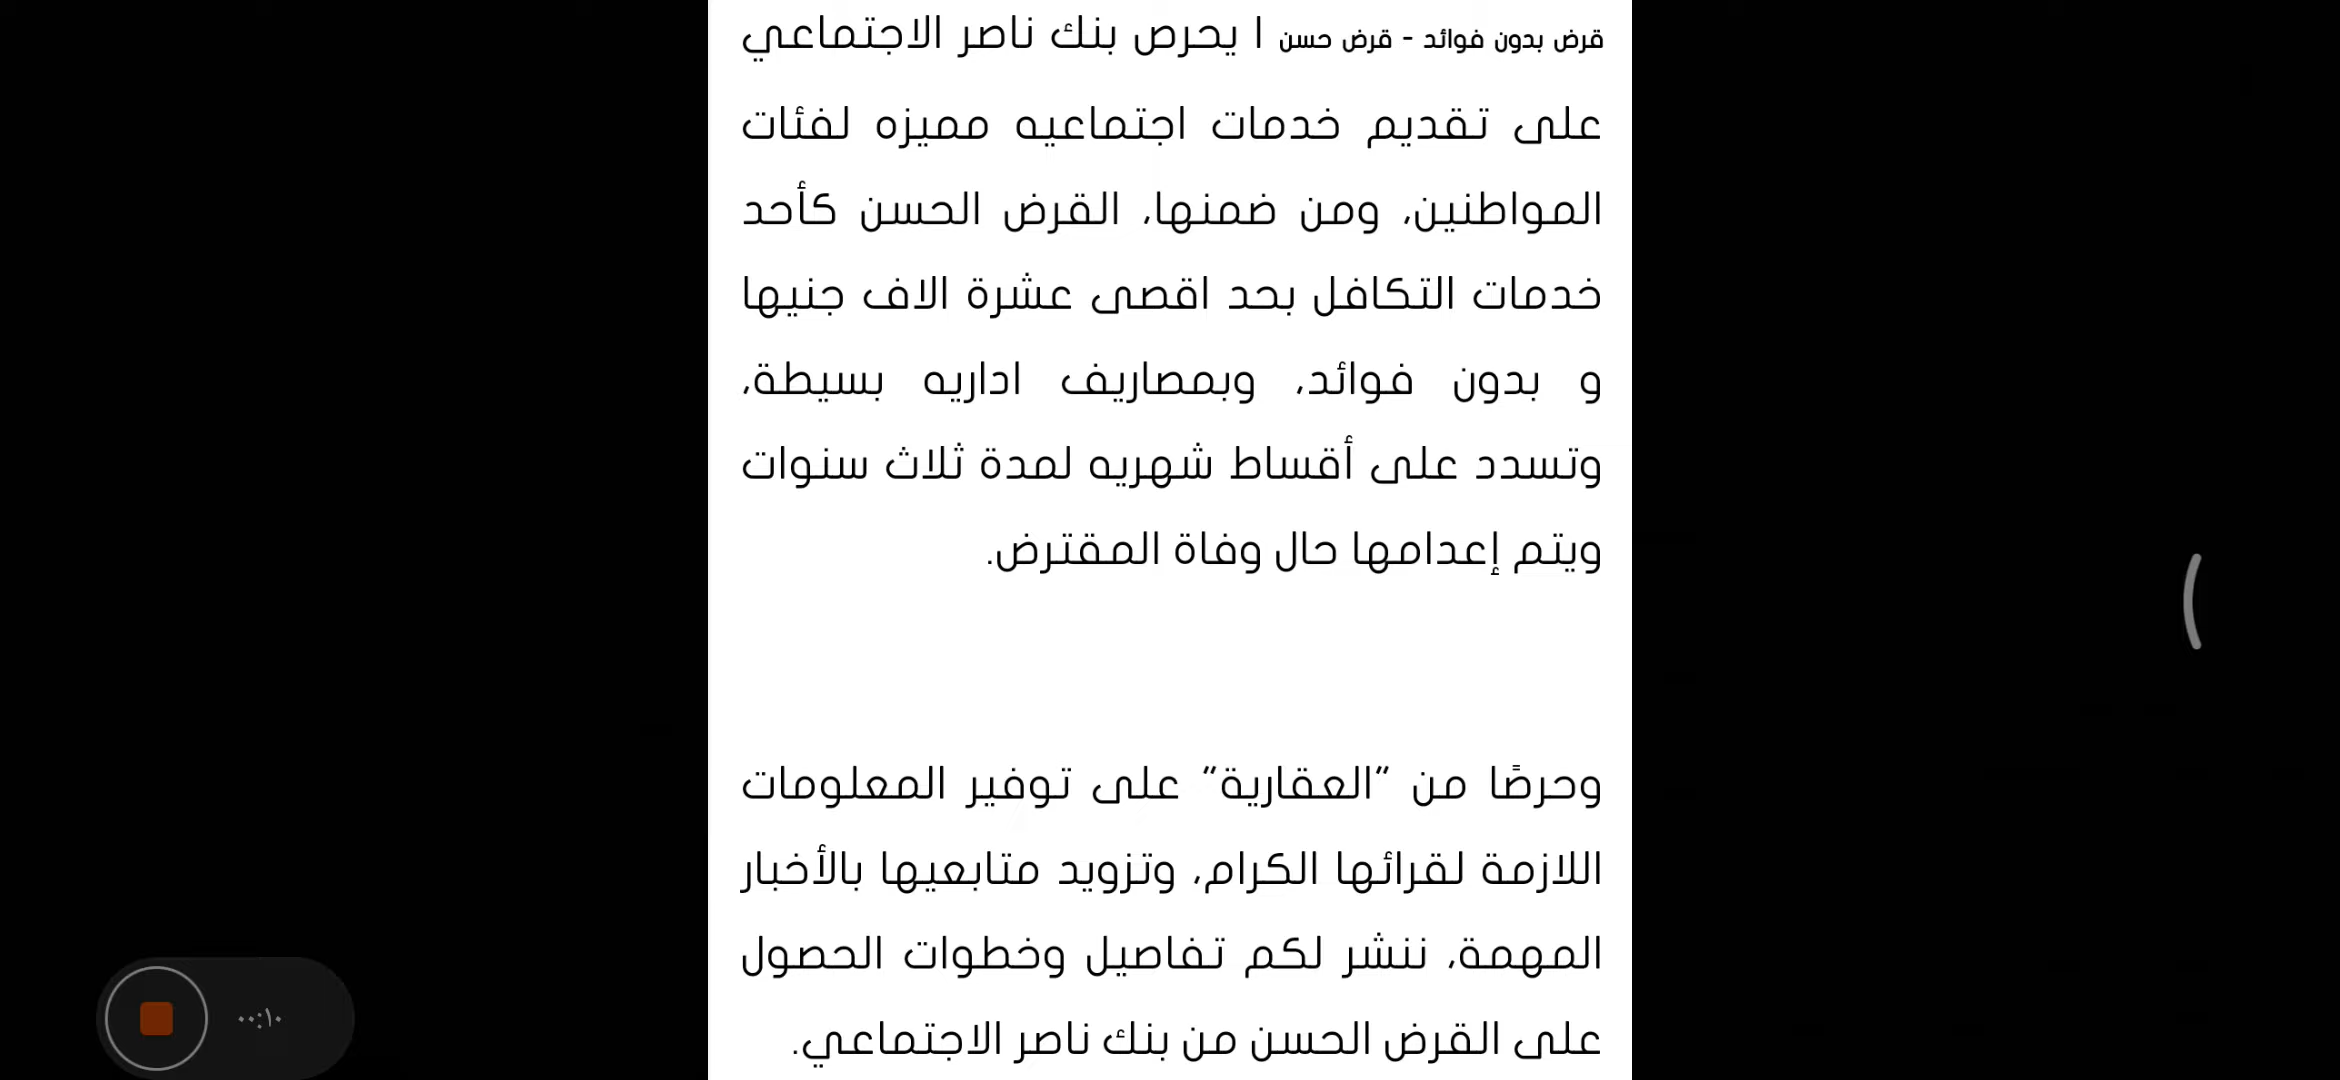 قرض بدون فوائد - قرض حسن | يحرص بنك ناصر الاجتماعي
على تقديم خدمات اجتماعيه مميزه لفئات
المواطنين، ومن ضمنها، القرض الحسن كأحد
خدمات التكافل بحد اقصى عشرة الاف جنيها
و بدون فوائد، وبمصاريف اداريه بسيطة،
وتسدد على أقساط شهريه لمدة ثلاث سنوات
ويتم إعدامها حال وفاة المقترض.
وحرصًا من “العقارية” على توفير المعلومات
اللازمة لقرائها الكرام، وتزويد متابعيها بالأخبار
المهمة، ننشر لكم تفاصيل وخطوات الحصول
على القرض الحسن من بنك ناصر الاجتماعي.
٠٠:١٠